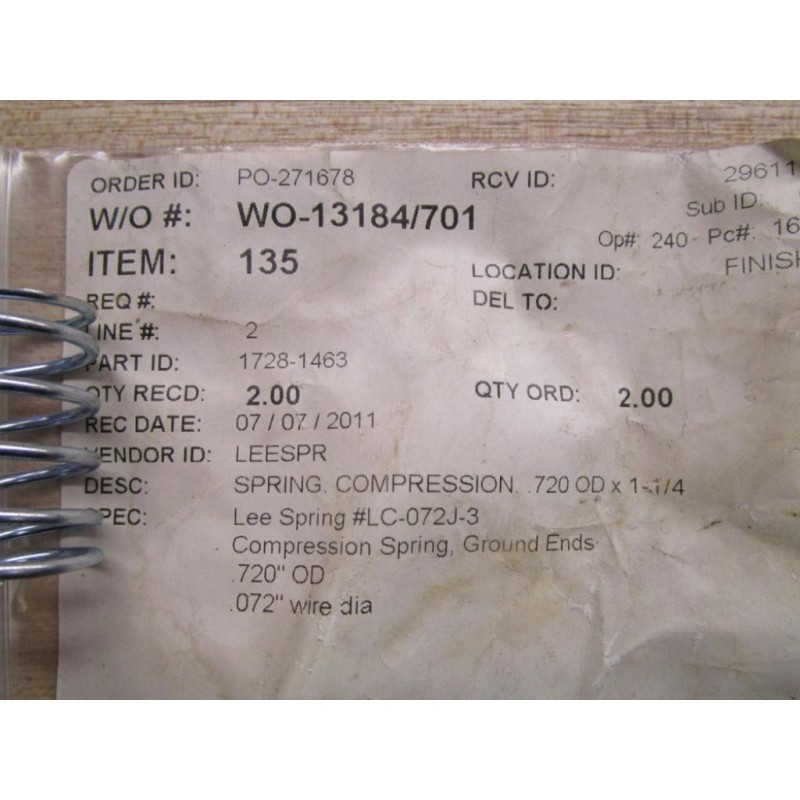 ORDER ID: PO-271678 RCV ID: 29611
W/O #: WO-13184/701 Sub ID:
Op#: 240 Pc#: 16
ITEM: 135 LOCATION ID: FINISH
REQ #: DEL TO:
LINE #: 2
PART ID: 1728-1463
QTY RECD: 2.00 QTY ORD: 2.00
REC DATE: 07 / 07 / 2011
VENDOR ID: LEESPR
DESC: SPRING, COMPRESSION, .720 OD x 1-1/4
SPEC: Lee Spring #LC-072J-3
Compression Spring, Ground Ends
.720" OD
.072" wire dia